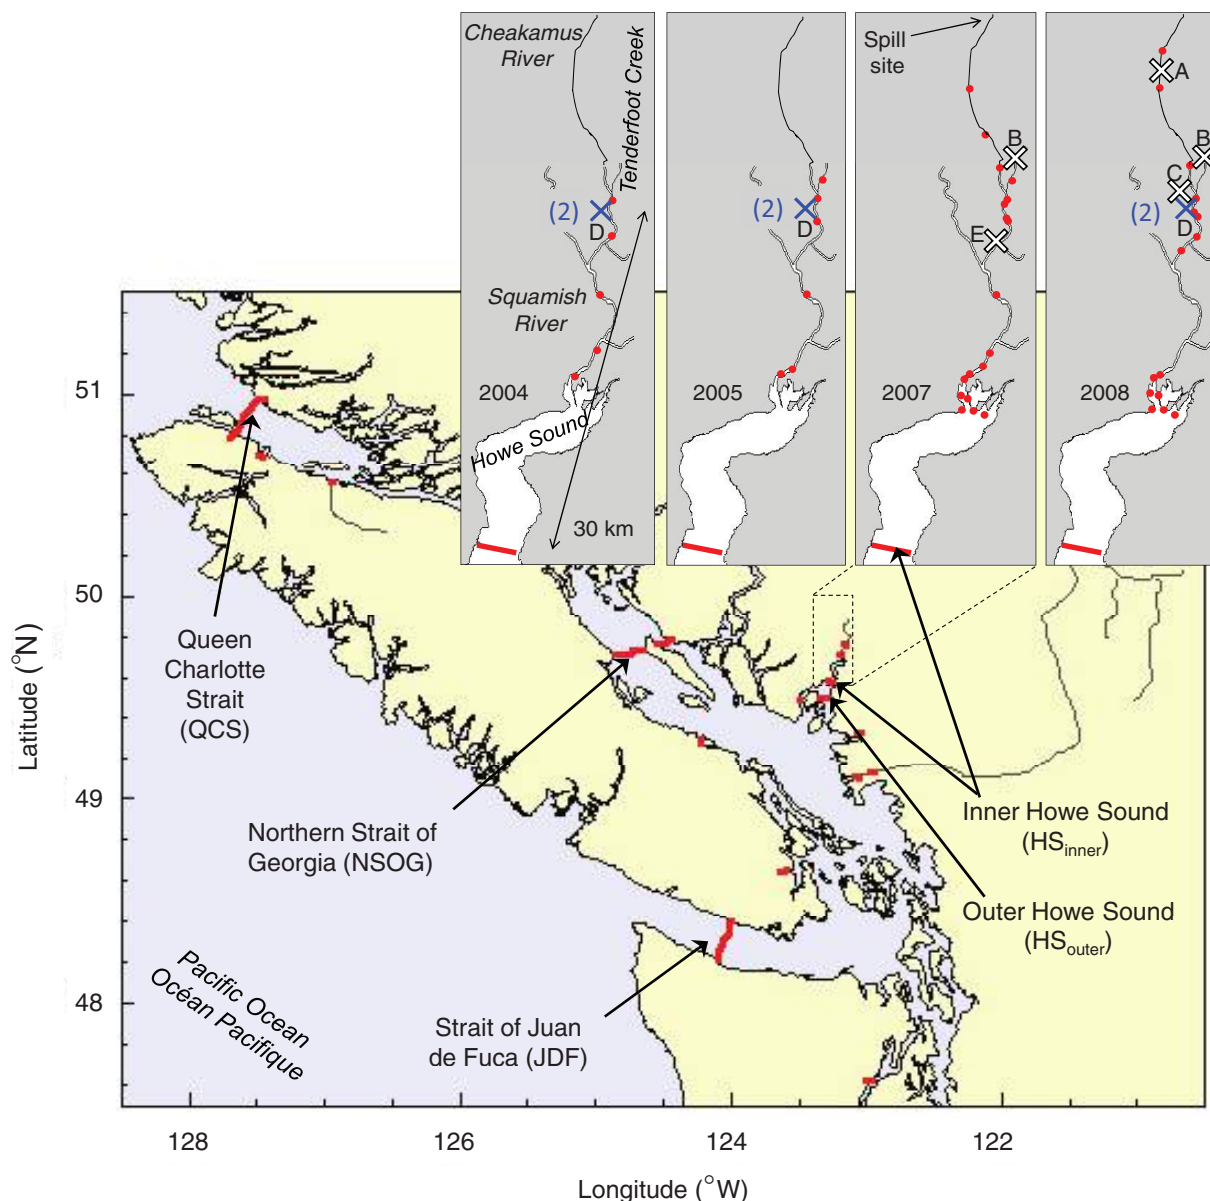 Cheakamus
River
Tenderfoot Creek
(2)
D
Squamish
River
2004
Howe Sound
30 km
(2)
D
2005
Spill
site
B
E
2007
A
B
C
(2)
D
2008
51
50
49
48
Latitude (°N)
Queen
Charlotte
Strait
(QCS)
Northern Strait of
Georgia (NSOG)
Inner Howe Sound
(HSinner)
Outer Howe Sound
(HSouter)
Strait of Juan
de Fuca (JDF)
Pacific Ocean
Océan Pacifique
128
126
124
122
Longitude (°W)